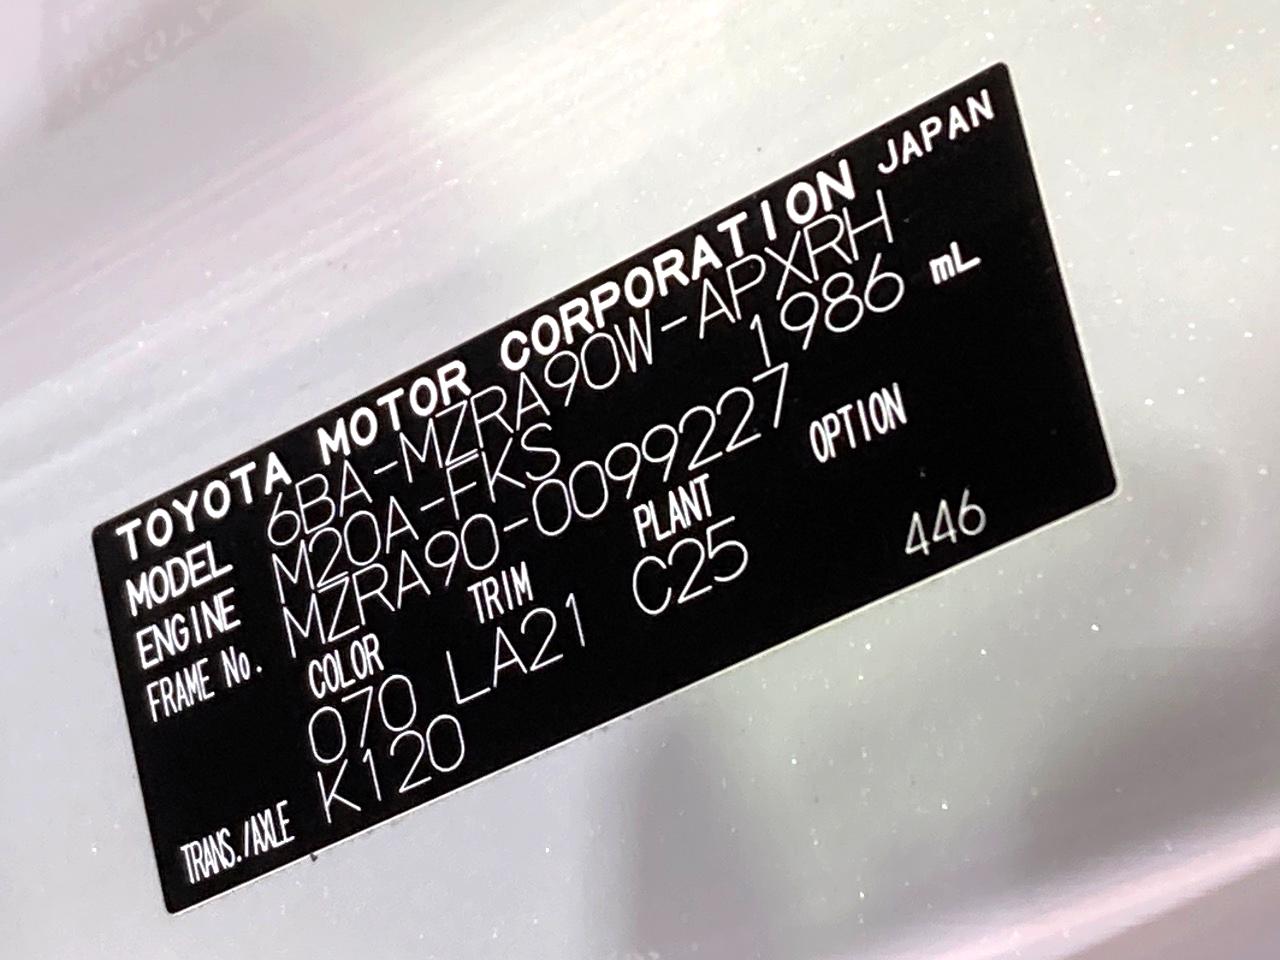 TOYOTA MOTOR CORPORATION JAPAN
MODEL 6BA-MZRA90W-APXRH
ENGINE M20A-FKS 1986 mL
FRAME No. MZRA90-0099227
COLOR TRIM PLANT OPTION
070 LA21 C25 446
TRANS./AXLE K120